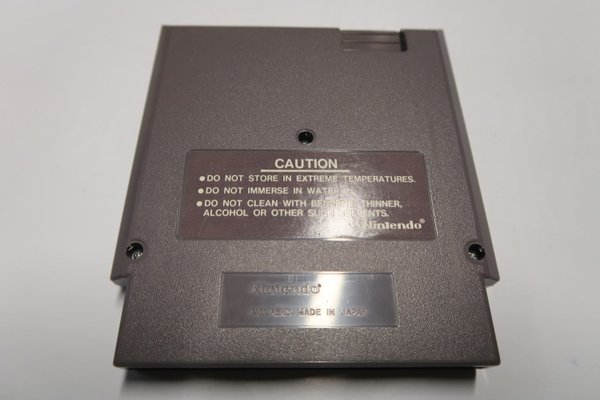 CAUTION
●DO NOT STORE IN EXTREME TEMPERATURES.
●DO NOT IMMERSE IN WATER
●DO NOT CLEAN WITH THINNER,
ALCOHOL OR OTHER
Nintendo®
Nintendo®
MADE IN JAPAN